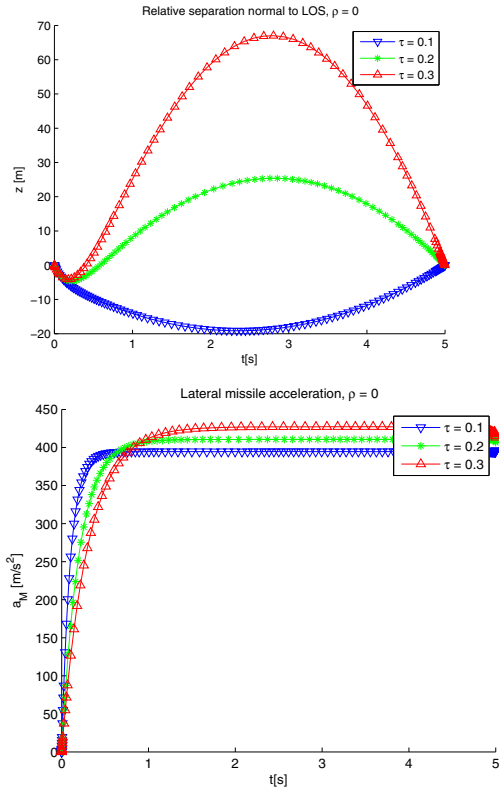 Relative separation normal to LOS, ρ = 0
70
60
50
40
30
20
10
0
−10
−20
z [m]
τ = 0.1
τ = 0.2
τ = 0.3
0 1 2 3 4 5
t[s]
Lateral missile acceleration, ρ = 0
450
400
350
300
250
200
150
100
50
0
a_M [m/s²]
τ = 0.1
τ = 0.2
τ = 0.3
0 1 2 3 4 5
t[s]